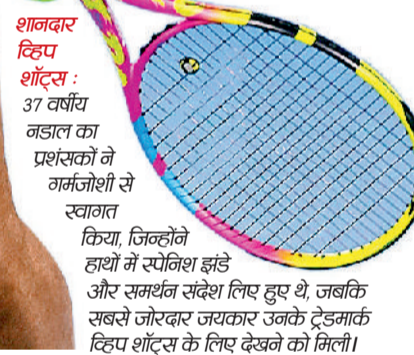 शानदार
व्हिप
शॉट्स :
37 वर्षीय
नडाल का
प्रशंसकों ने
गर्मजोशी से
स्वागत
किया, जिन्होंने
हाथों में स्पेनिश झंडे
और समर्थन संदेश लिए हुए थे, जबकि
सबसे जोरदार जयकार उनके ट्रेडमार्क
व्हिप शॉट्स के लिए देखने को मिली।